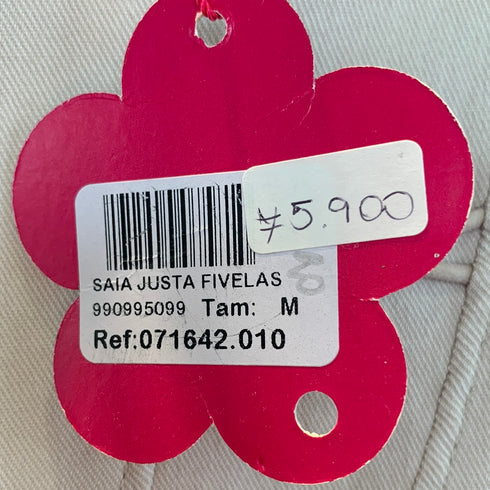 ¥5.900
SAIA JUSTA FIVELAS
990995099 Tam: M
Ref:071642.010